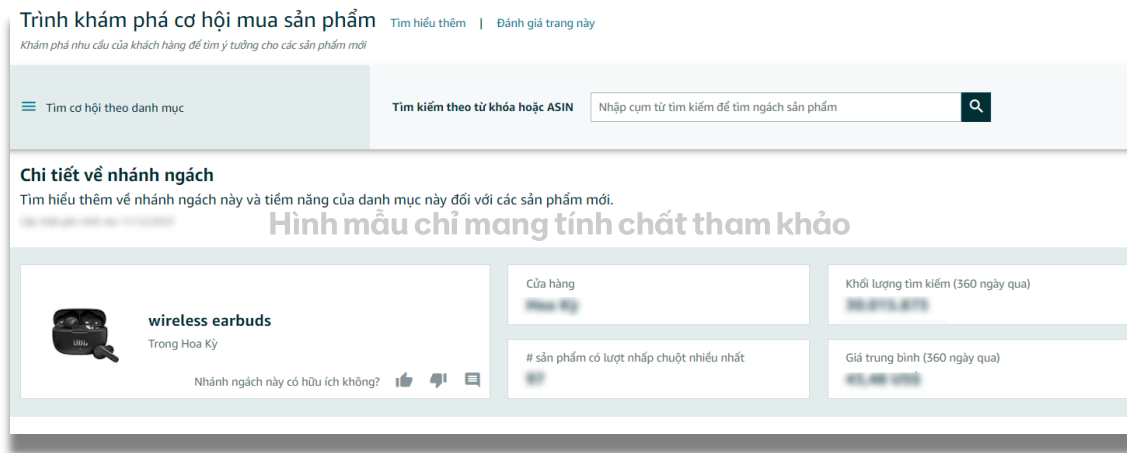 Trình khám phá cơ hội mua sản phẩm Tìm hiểu thêm | Đánh giá trang này
Khám phá nhu cầu của khách hàng để tìm ý tưởng cho các sản phẩm mới
Tìm cơ hội theo danh mục
Tìm kiếm theo từ khóa hoặc ASIN
Nhập cụm từ tìm kiếm để tìm ngách sản phẩm
Chi tiết về nhánh ngách
Tìm hiểu thêm về nhánh ngách này và tiềm năng của danh mục này đối với các sản phẩm mới.
Hình mẫu chỉ mang tính chất tham khảo
wireless earbuds
Trong Hoa Kỳ
Nhánh ngách này có hữu ích không?
Cửa hàng
Hoa Kỳ
Khối lượng tìm kiếm (360 ngày qua)
# sản phẩm có lượt nhấp chuột nhiều nhất
97
Giá trung bình (360 ngày qua)